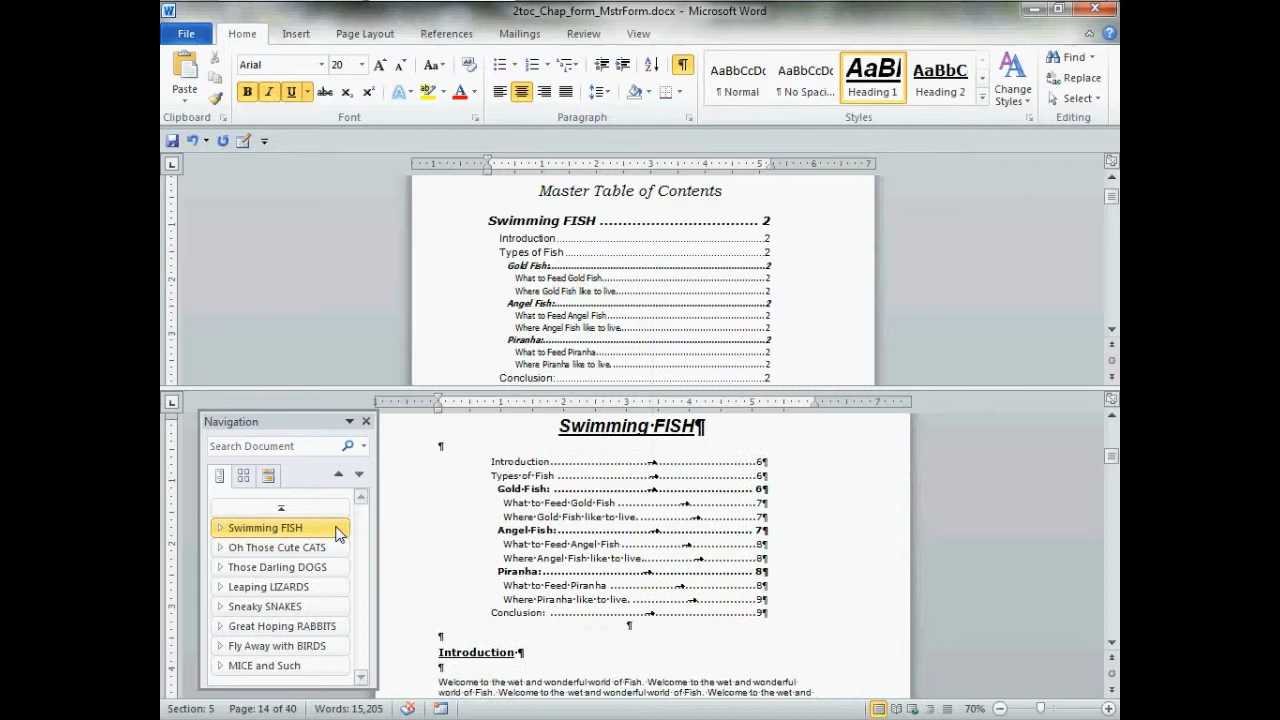 2toc_Chap_form_MstrForm.docx - Microsoft Word
File Home Insert Page Layout References Mailings Review View
Arial 20
Paste
AaBbCcDc AaBbCcDc AaBl AaBbC
¶ Normal ¶ No Spaci... Heading 1 Heading 2
Change Styles
Find
Replace
Select
Clipboard Font Paragraph Styles Editing
Master Table of Contents
Swimming FISH ........................................ 2
Introduction ........................................ 2
Types of Fish ........................................ 2
Gold Fish: ........................................ 2
What to Feed Gold Fish ........................................ 2
Where Gold Fish like to live. ........................................ 2
Angel Fish: ........................................ 2
What to Feed Angel Fish ........................................ 2
Where Angel Fish like to live. ........................................ 2
Piranha: ........................................ 2
What to Feed Piranha ........................................ 2
Where Piranha like to live. ........................................ 2
Conclusion: ........................................ 2
Navigation
Search Document
Swimming FISH
Oh Those Cute CATS
Those Darling DOGS
Leaping LIZARDS
Sneaky SNAKES
Great Hoping RABBITS
Fly Away with BIRDS
MICE and Such
Swimming·FISH¶
¶
Introduction ........................................ 6¶
Types·of·Fish ........................................ 6¶
Gold·Fish: ........................................ 6¶
What·to·Feed·Gold·Fish ........................................ 7¶
Where·Gold·Fish·like·to·live. ........................................ 7¶
Angel·Fish: ........................................ 7¶
What·to·Feed·Angel·Fish ........................................ 8¶
Where·Angel·Fish·like·to·live. ........................................ 8¶
Piranha: ........................................ 8¶
What·to·Feed·Piranha ........................................ 8¶
Where·Piranha·like·to·live. ........................................ 9¶
Conclusion: ........................................ 9¶
¶
¶
Introduction·¶
¶
Welcome·to·the·wet·and·wonderful·world·of·Fish.··Welcome·to·the·wet·and·wonderful·
world·of·Fish.··Welcome·to·the·wet·and·wonderful·world·of·Fish.··Welcome·to·the·wet·and·
Section: 5 Page: 14 of 40 Words: 15,205 70%